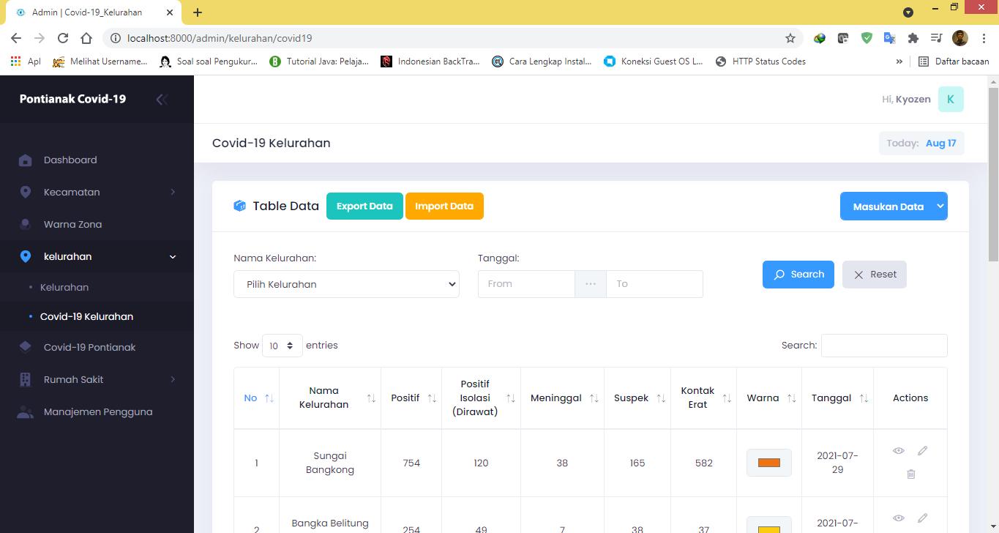 Admin | Covid-19_Kelurahan
localhost:8000/admin/kelurahan/covid19
Apl Melihat Username... Soal soal Pengukur... Tutorial Java: Pelaja... Indonesian BackTra... Cara Lengkap Instal... Koneksi Guest OS L... HTTP Status Codes » Daftar bacaan
Pontianak Covid-19
Hi, Kyozen K
Covid-19 Kelurahan
Today: Aug 17
Dashboard
Kecamatan
Warna Zona
kelurahan
Kelurahan
Covid-19 Kelurahan
Covid-19 Pontianak
Rumah Sakit
Manajemen Pengguna
Table Data Export Data Import Data Masukan Data
Nama Kelurahan: Tanggal:
Pilih Kelurahan From ... To Search Reset
Show 10 entries Search:
No Nama Kelurahan Positif Positif Isolasi (Dirawat) Meninggal Suspek Kontak Erat Warna Tanggal Actions
1 Sungai Bangkong 754 120 38 165 582 2021-07-29
2 Bangka Belitung 254 49 7 38 37 2021-07-